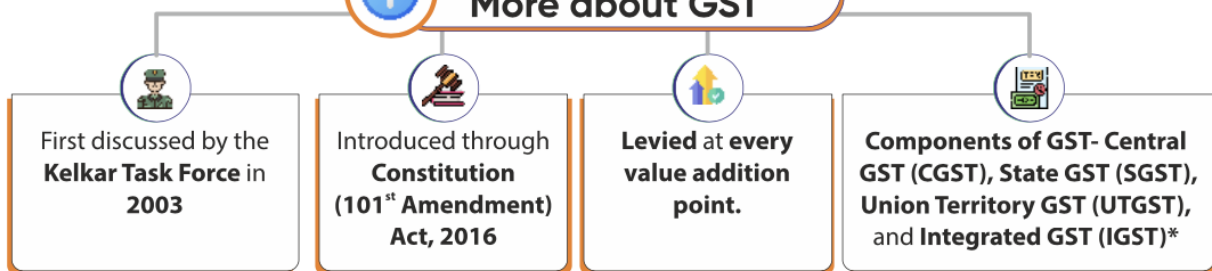 More about GST
First discussed by the
Kelkar Task Force in
2003
Introduced through
Constitution
(101st Amendment)
Act, 2016
Levied at every
value addition
point.
Components of GST- Central
GST (CGST), State GST (SGST),
Union Territory GST (UTGST),
and Integrated GST (IGST)*